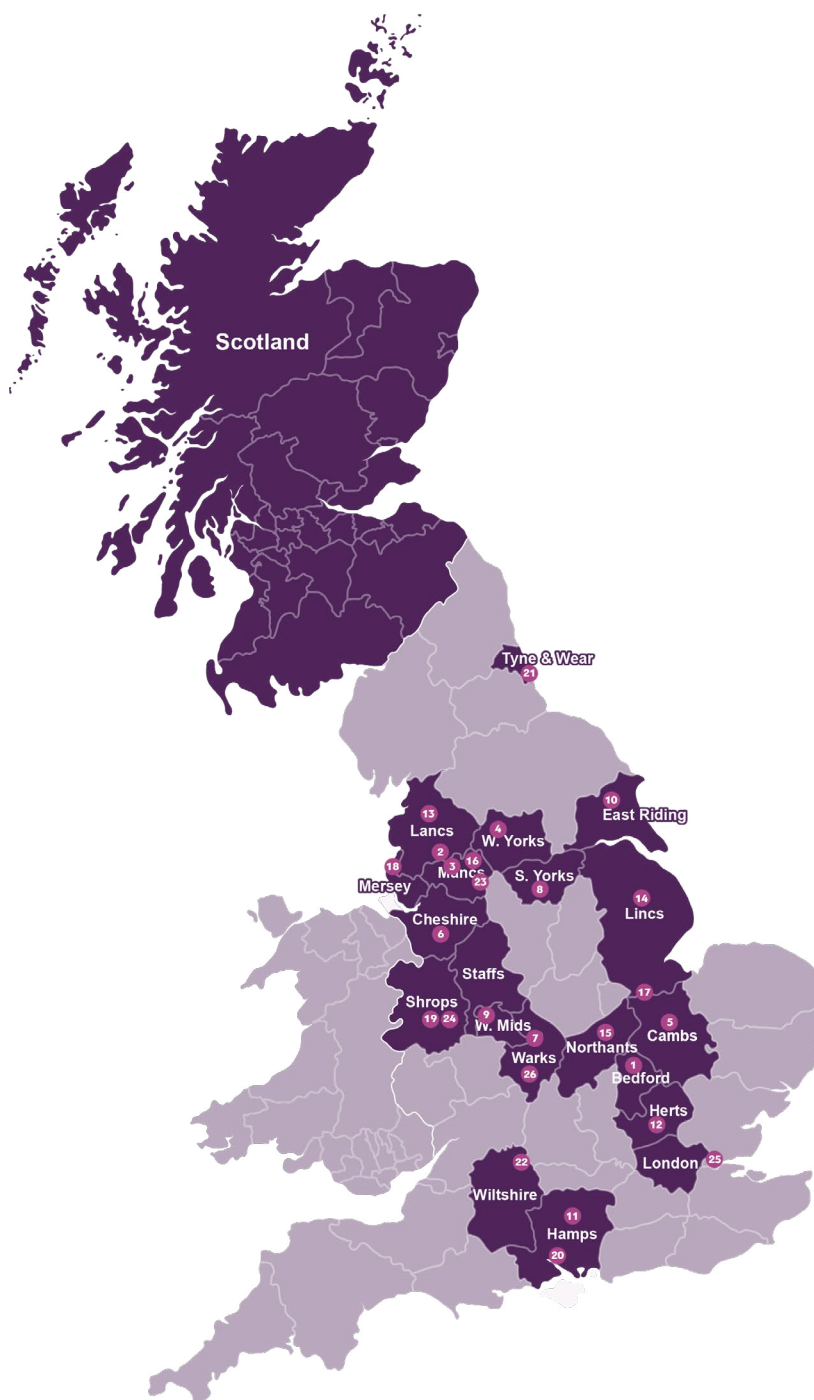 Scotland
Tyne & Wear
21
10
East Riding
13
Lancs
4
W. Yorks
2
16
3
Mancs
23
18
Mersey
S. Yorks
8
14
Lincs
Cheshire
6
Staffs
17
Shrops
19
24
9
W. Mids
7
Warks
26
15
Northants
5
Cambs
1
Bedford
Herts
12
London
25
22
Wiltshire
11
Hamps
20